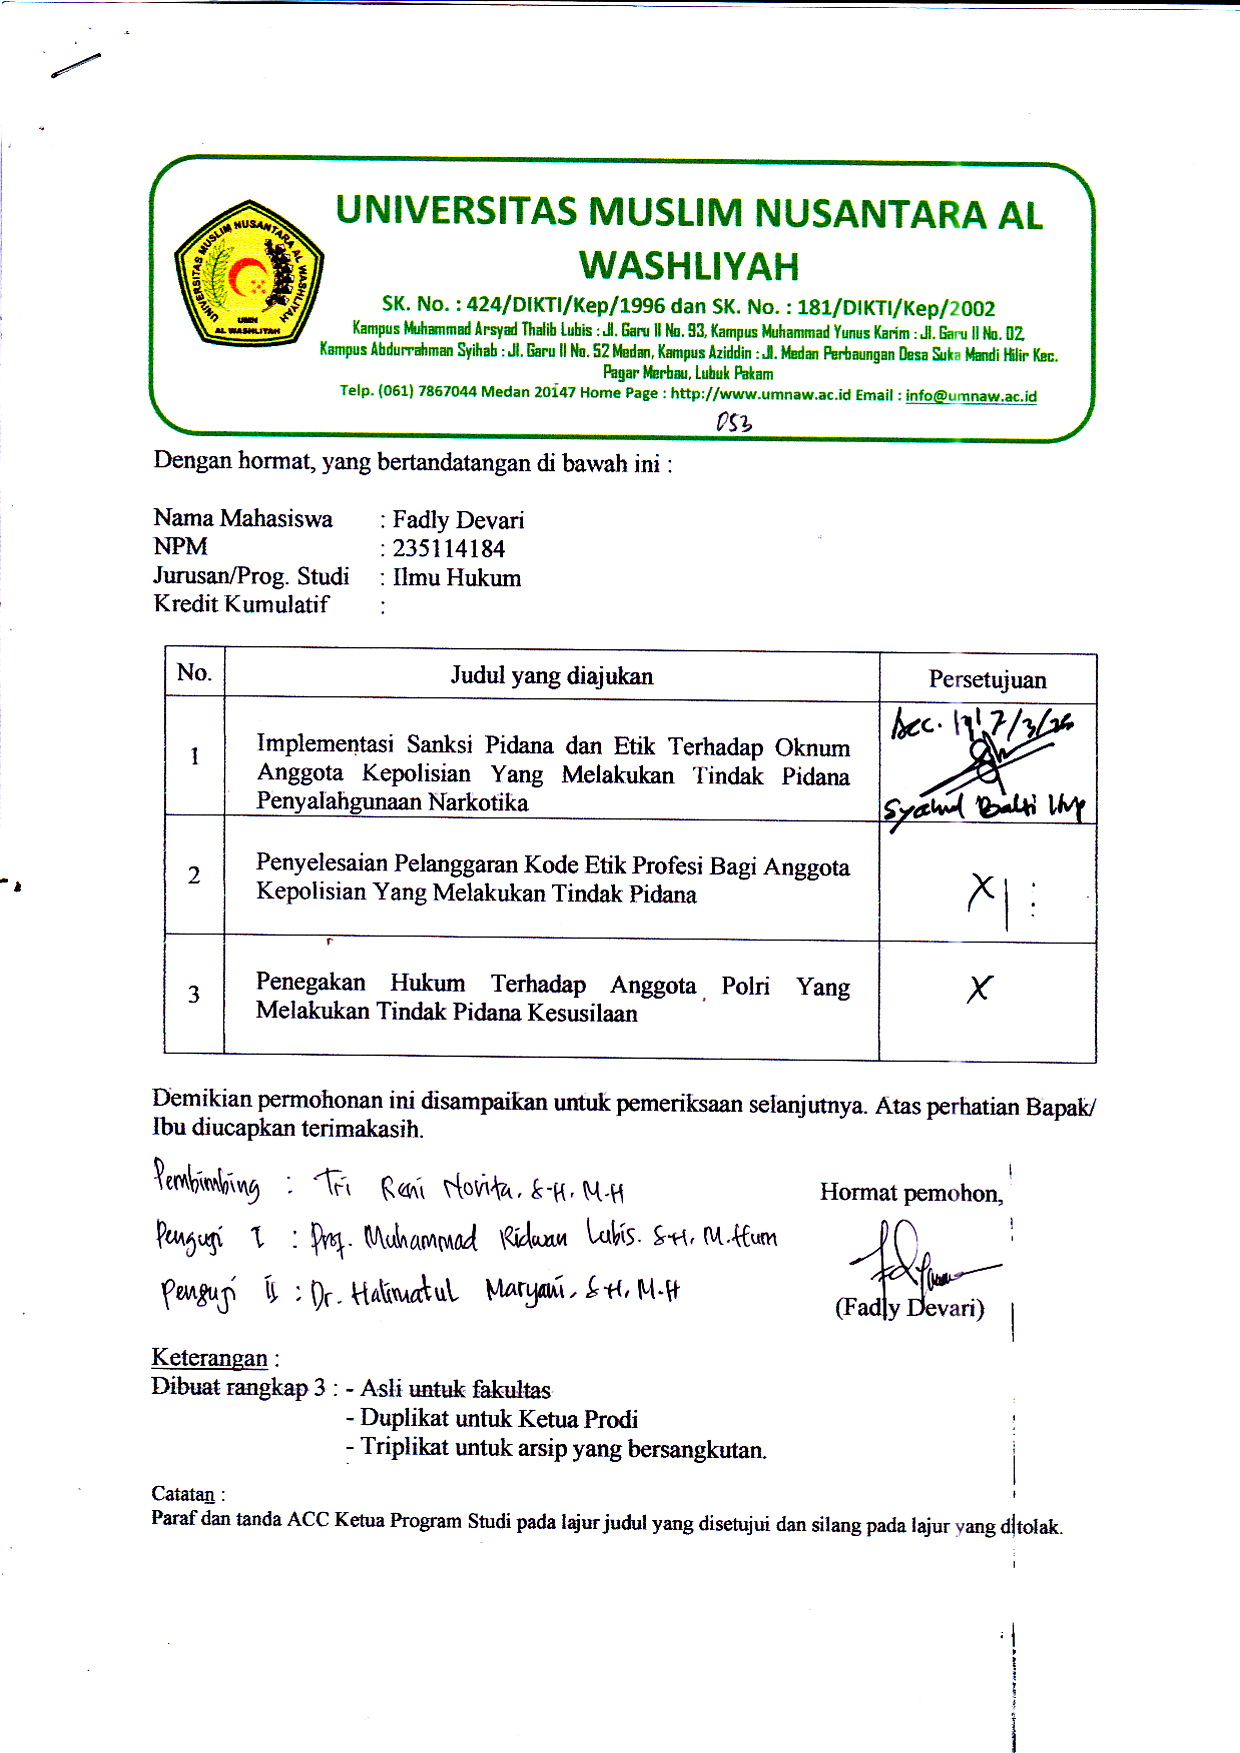 UNIVERSITAS MUSLIM NUSANTARA AL WASHLIYAH
UMN
AL WASHLIYAH
UNIVERSITAS MUSLIM NUSANTARA AL
WASHLIYAH
SK. No. : 424/DIKTI/Kep/1996 dan SK. No. : 181/DIKTI/Kep/2002
Kampus Muhammad Arsyad Thalib Lubis : Jl. Garu II No. 93, Kampus Muhammad Yunus Karim : Jl. Garu II No. 02,
Kampus Abdurrahman Syihab : Jl. Garu II No. 52 Medan, Kampus Aziddin : Jl. Medan Perbaungan Desa Suka Mandi Hilir Kec.
Pagar Merbau, Lubuk Pakam
Telp. (061) 7867044 Medan 20147 Home Page : http://www.umnaw.ac.id Email : info@umnaw.ac.id
053
Dengan hormat, yang bertandatangan di bawah ini :
Nama Mahasiswa : Fadly Devari
NPM : 235114184
Jurusan/Prog. Studi : Ilmu Hukum
Kredit Kumulatif :
No. Judul yang diajukan Persetujuan
1 Implementasi Sanksi Pidana dan Etik Terhadap Oknum
Anggota Kepolisian Yang Melakukan Tindak Pidana
Penyalahgunaan Narkotika
Acc.
2 Penyelesaian Pelanggaran Kode Etik Profesi Bagi Anggota
Kepolisian Yang Melakukan Tindak Pidana
X
3 Penegakan Hukum Terhadap Anggota Polri Yang
Melakukan Tindak Pidana Kesusilaan
X
Demikian permohonan ini disampaikan untuk pemeriksaan selanjutnya. Atas perhatian Bapak/
Ibu diucapkan terimakasih.
Pembimbing : Tri Reni Novita, S.H, M.H
Hormat pemohon,
Penguji I : Prof. Muhammad Ridwan Lubis. S.H, M.Hum
Penguji II : Dr. Halimatul Maryani, S.H, M.H
(Fadly Devari)
Keterangan :
Dibuat rangkap 3 : - Asli untuk fakultas
- Duplikat untuk Ketua Prodi
- Triplikat untuk arsip yang bersangkutan.
Catatan :
Paraf dan tanda ACC Ketua Program Studi pada lajur judul yang disetujui dan silang pada lajur yang ditolak.